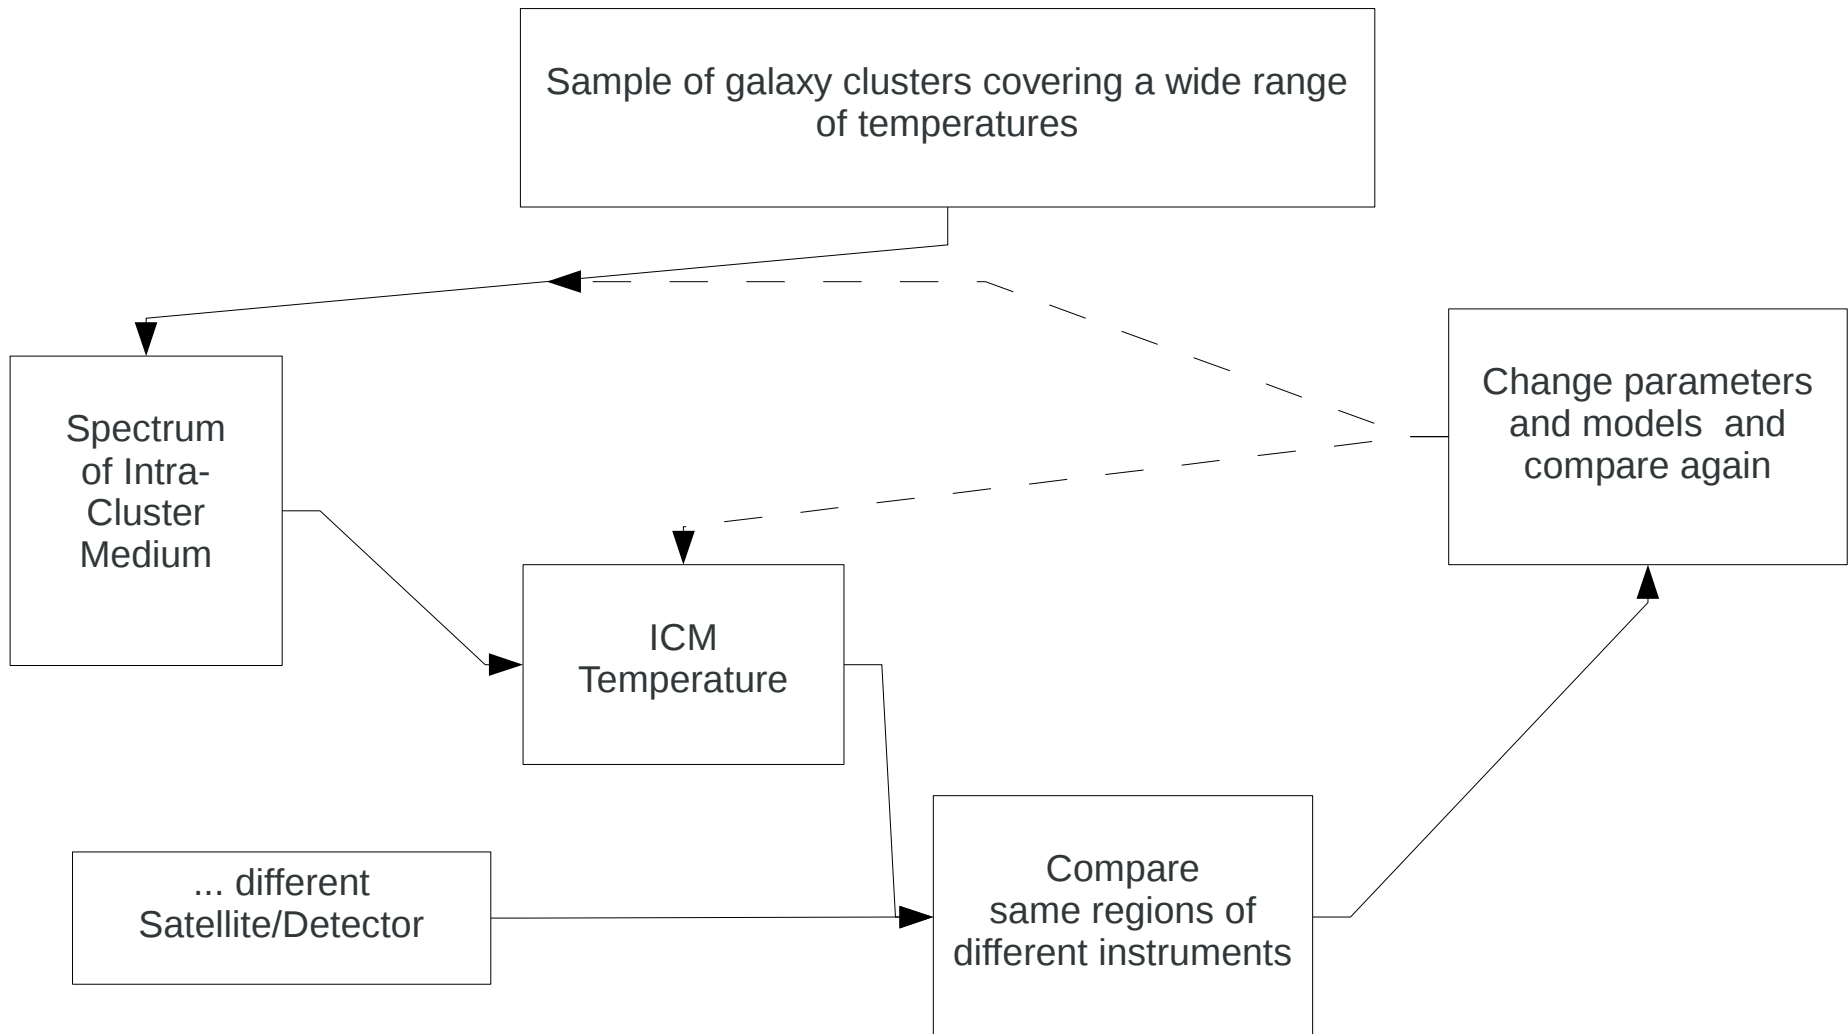 Sample of galaxy clusters covering a wide range
of temperatures
Spectrum
of Intra-
Cluster
Medium
Change parameters
and models  and
compare again
ICM
Temperature
... different
Satellite/Detector
Compare
same regions of
different instruments